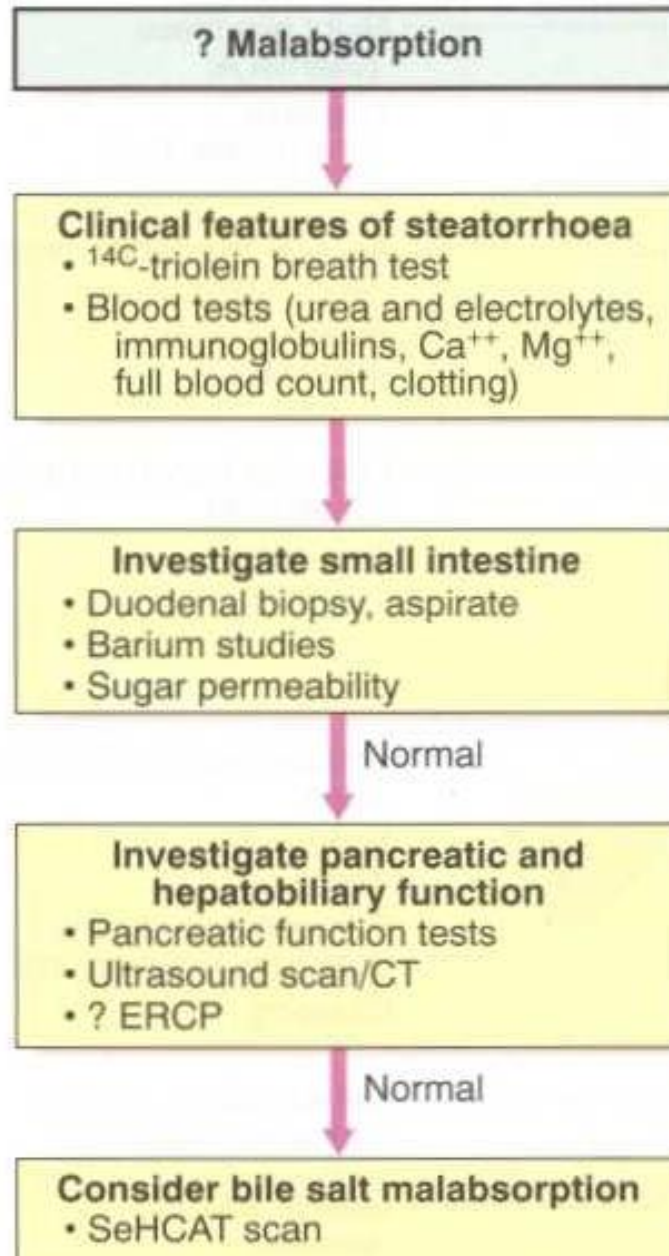 ? Malabsorption
Clinical features of steatorrhoea
• ¹⁴C-triolein breath test
• Blood tests (urea and electrolytes,
immunoglobulins, Ca⁺⁺, Mg⁺⁺,
full blood count, clotting)
Investigate small intestine
• Duodenal biopsy, aspirate
• Barium studies
• Sugar permeability
Normal
Investigate pancreatic and
hepatobiliary function
• Pancreatic function tests
• Ultrasound scan/CT
• ? ERCP
Normal
Consider bile salt malabsorption
• SeHCAT scan